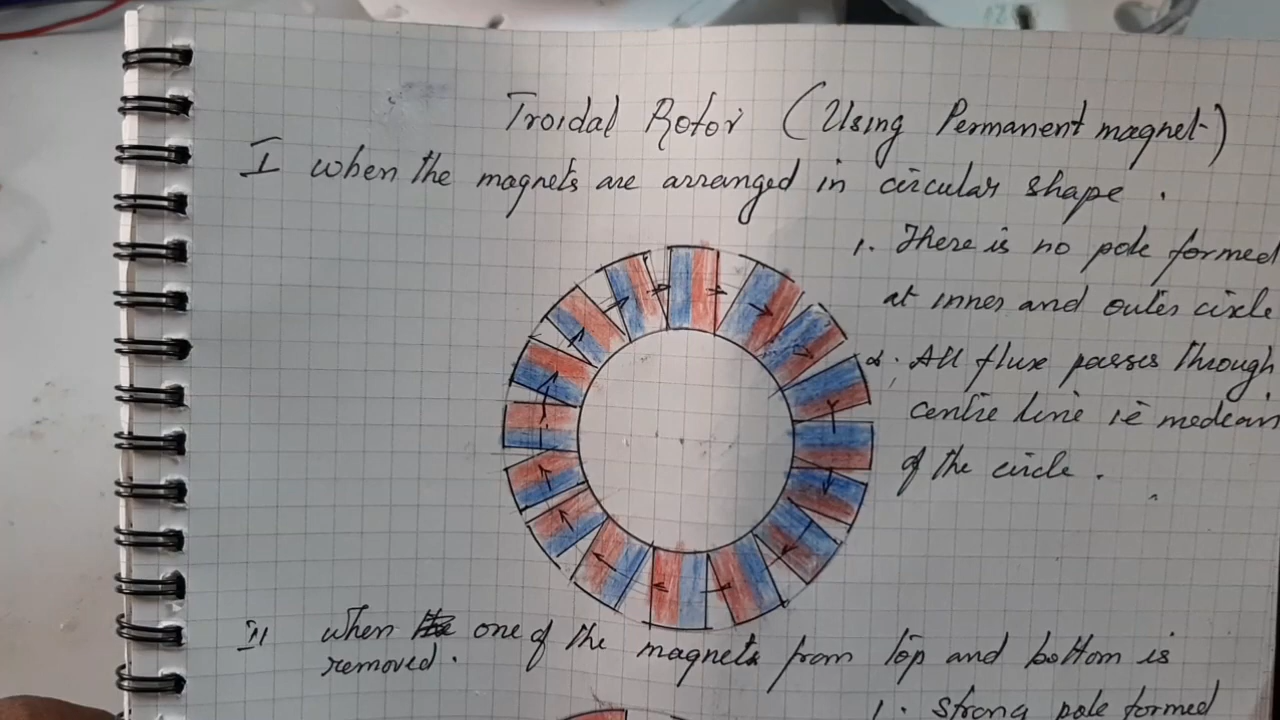 Troidal Rotor (Using Permanent magnet)
I when the magnets are arranged in circular shape.
1. There is no pole formed
at inner and outer circle
2. All flux passes through
centre line ie medean
of the circle.
II when one of the magnets from top and bottom is
removed.
1. strong pole formed